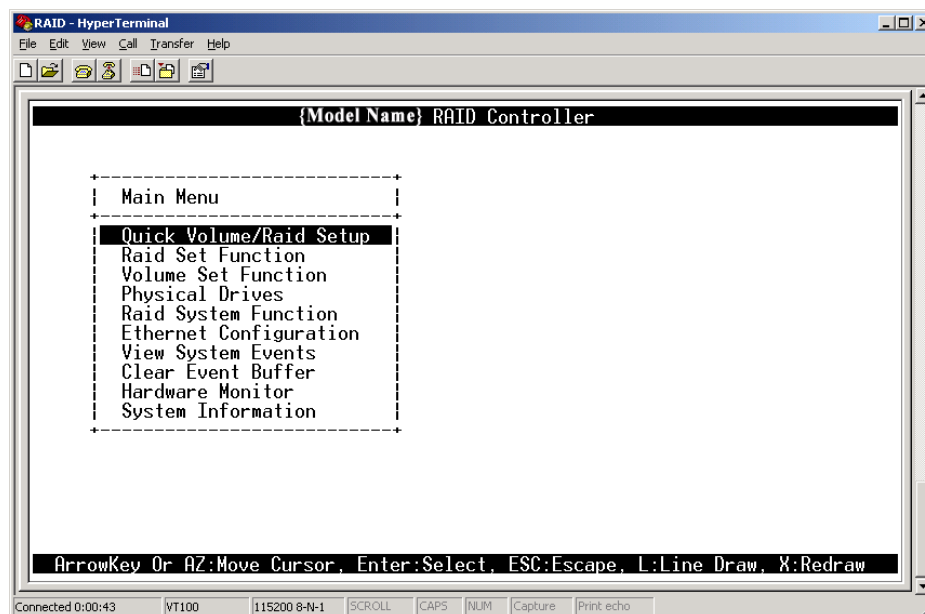 RAID - HyperTerminal
File Edit View Call Transfer Help
{Model Name} RAID Controller
Main Menu
Quick Volume/Raid Setup
Raid Set Function
Volume Set Function
Physical Drives
Raid System Function
Ethernet Configuration
View System Events
Clear Event Buffer
Hardware Monitor
System Information
ArrowKey Or AZ:Move Cursor, Enter:Select, ESC:Escape, L:Line Draw, X:Redraw
Connected 0:00:43 VT100 115200 8-N-1 SCROLL CAPS NUM Capture Print echo